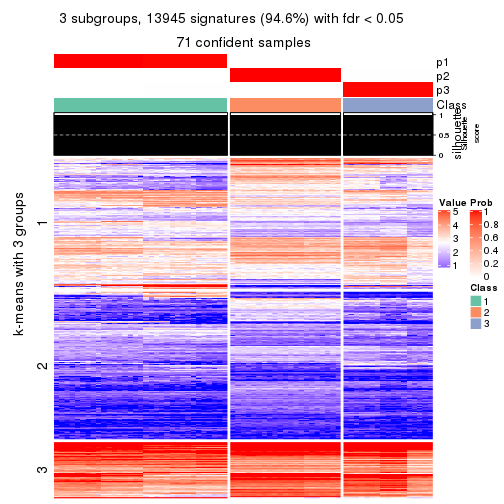 3 subgroups, 13945 signatures (94.6%) with fdr < 0.05
71 confident samples
p1
p2
p3
Class
silhouette
Silhouette
score
1
0.5
0
k-means with 3 groups
1
2
3
Value
5
4
3
2
1
Prob
1
0.8
0.6
0.4
0.2
0
Class
1
2
3